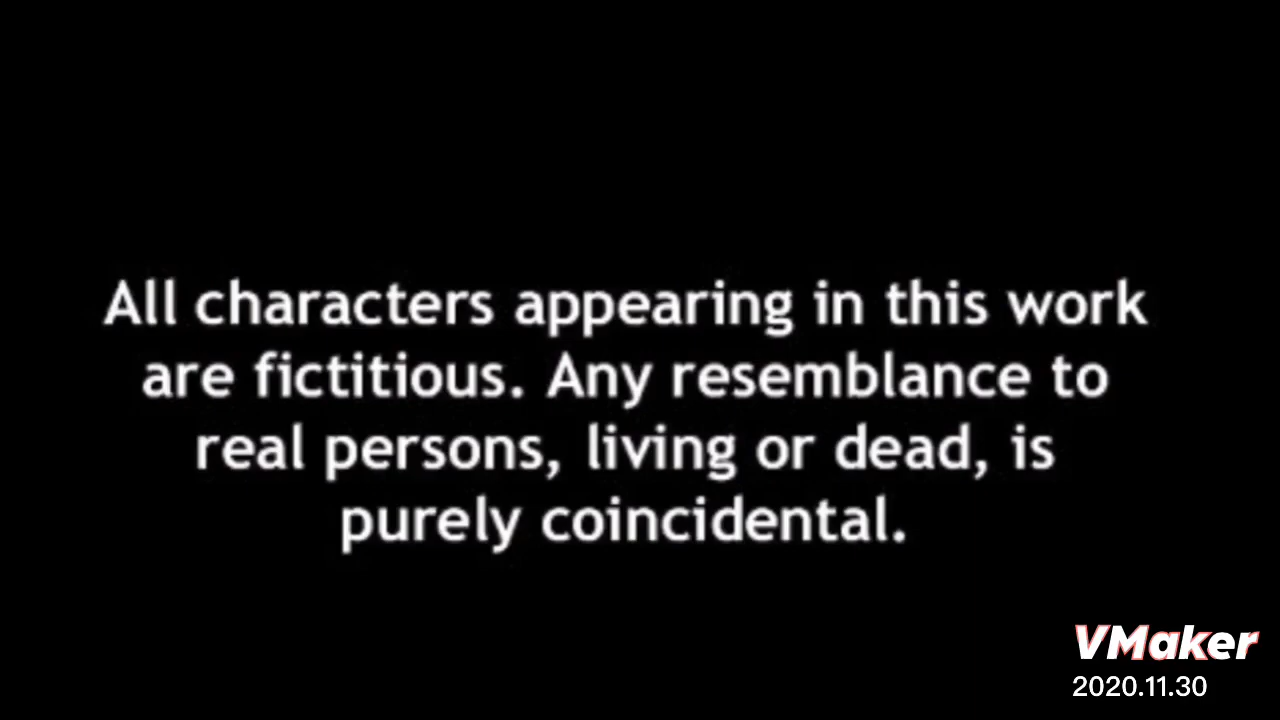 All characters appearing in this work
are fictitious. Any resemblance to
real persons, living or dead, is
purely coincidental.
VMaker
2020.11.30